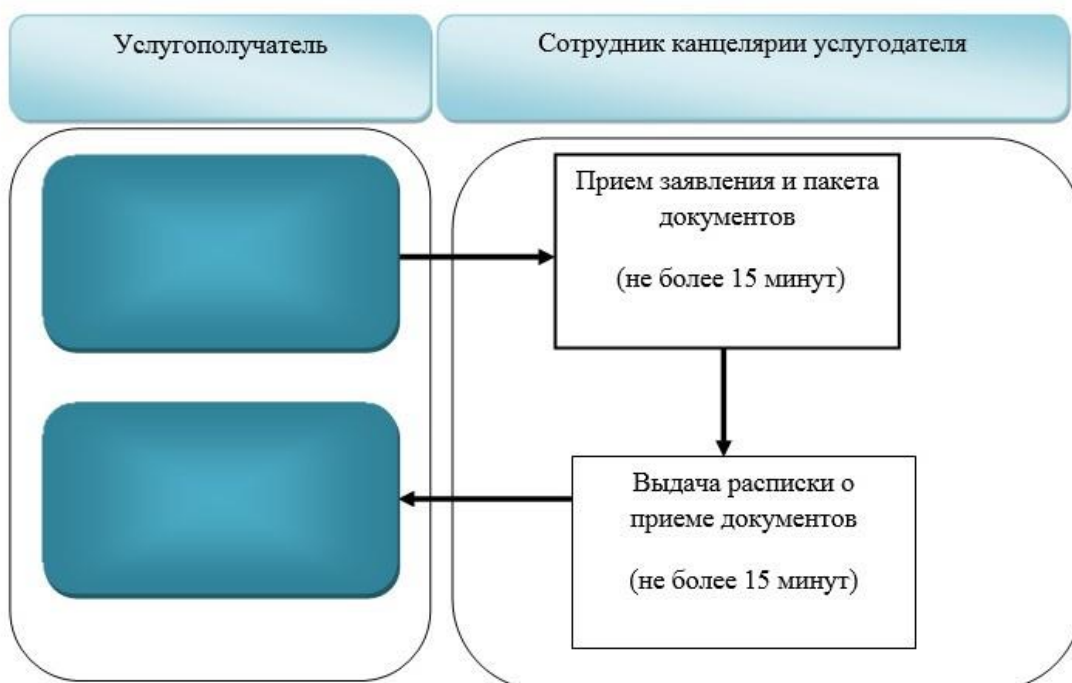 Услугополучатель
Сотрудник канцелярии услугодателя
Прием заявления и пакета
документов
(не более 15 минут)
Выдача расписки о
приеме документов
(не более 15 минут)